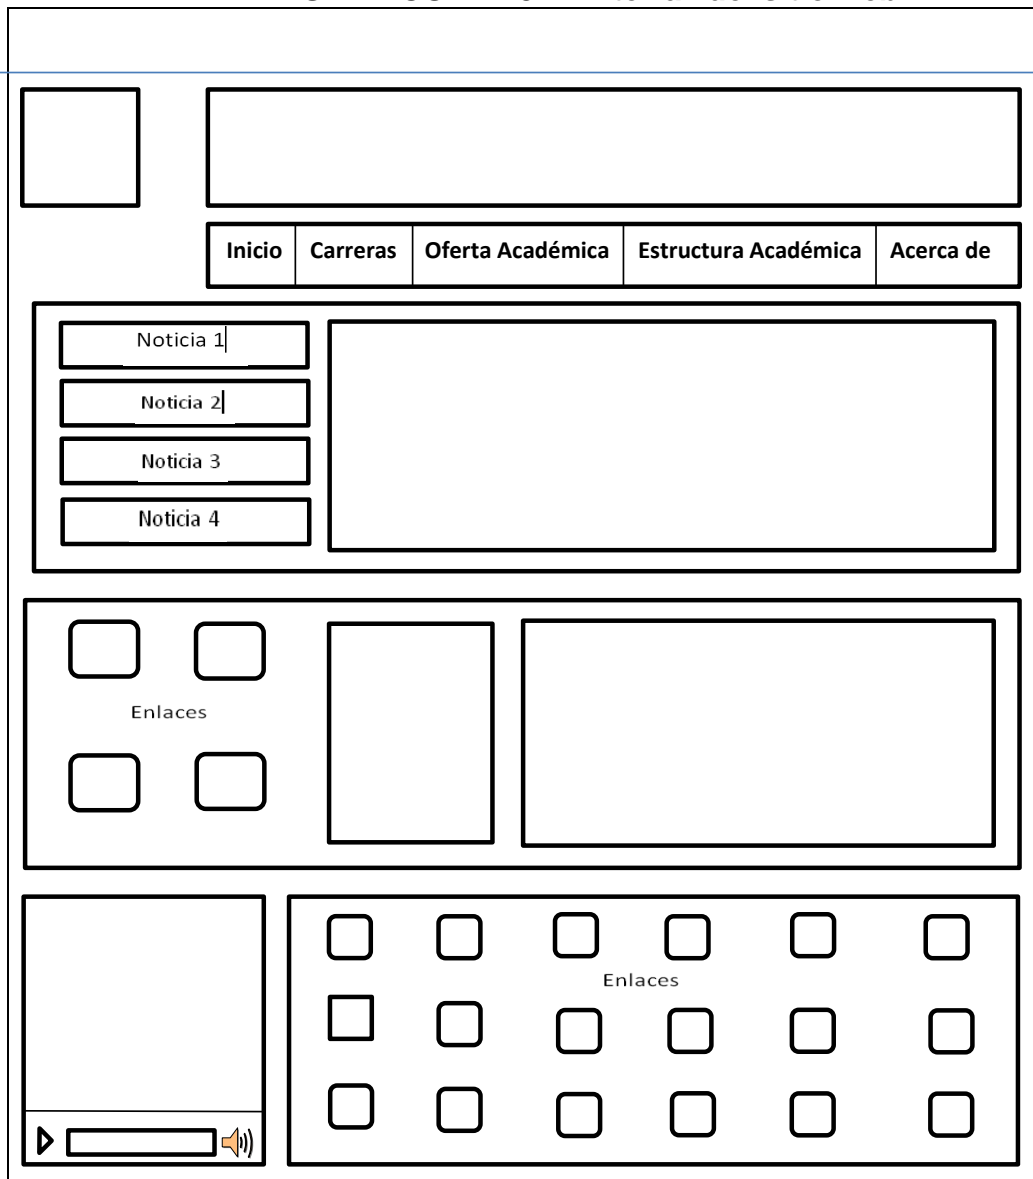 Inicio Carreras Oferta Académica Estructura Académica Acerca de
Noticia 1
Noticia 2
Noticia 3
Noticia 4
Enlaces
Enlaces